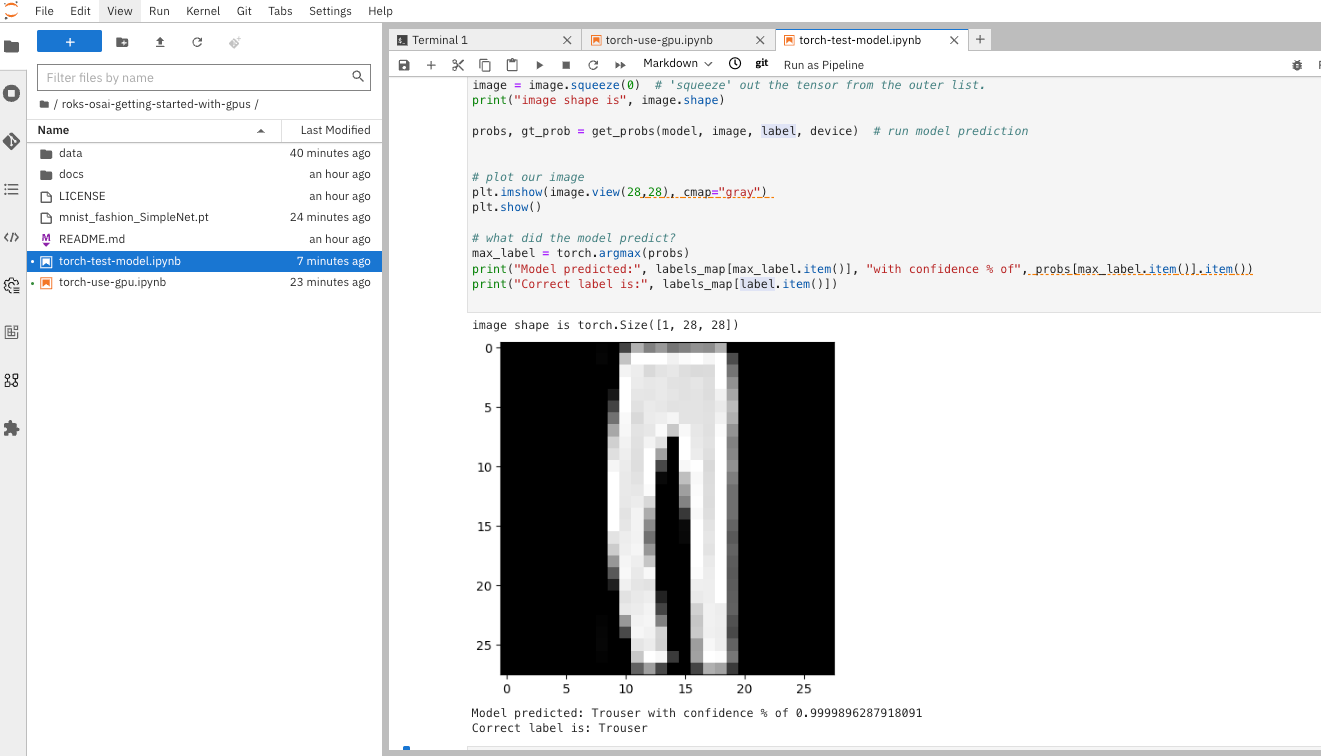 File Edit View Run Kernel Git Tabs Settings Help
+
Filter files by name
/ roks-osai-getting-started-with-gpus /
Name Last Modified
data 40 minutes ago
docs an hour ago
LICENSE an hour ago
mnist_fashion_SimpleNet.pt 24 minutes ago
README.md an hour ago
torch-test-model.ipynb 7 minutes ago
torch-use-gpu.ipynb 23 minutes ago
Terminal 1 torch-use-gpu.ipynb torch-test-model.ipynb
Markdown git Run as Pipeline
image = image.squeeze(0)  # 'squeeze' out the tensor from the outer list.
print("image shape is", image.shape)
probs, gt_prob = get_probs(model, image, label, device)  # run model prediction
# plot our image
plt.imshow(image.view(28,28), cmap="gray")
plt.show()
# what did the model predict?
max_label = torch.argmax(probs)
print("Model predicted:", labels_map[max_label.item()], "with confidence % of", probs[max_label.item()].item())
print("Correct label is:", labels_map[label.item()])
image shape is torch.Size([1, 28, 28])
0
5
10
15
20
25
0 5 10 15 20 25
Model predicted: Trouser with confidence % of 0.9999896287918091
Correct label is: Trouser